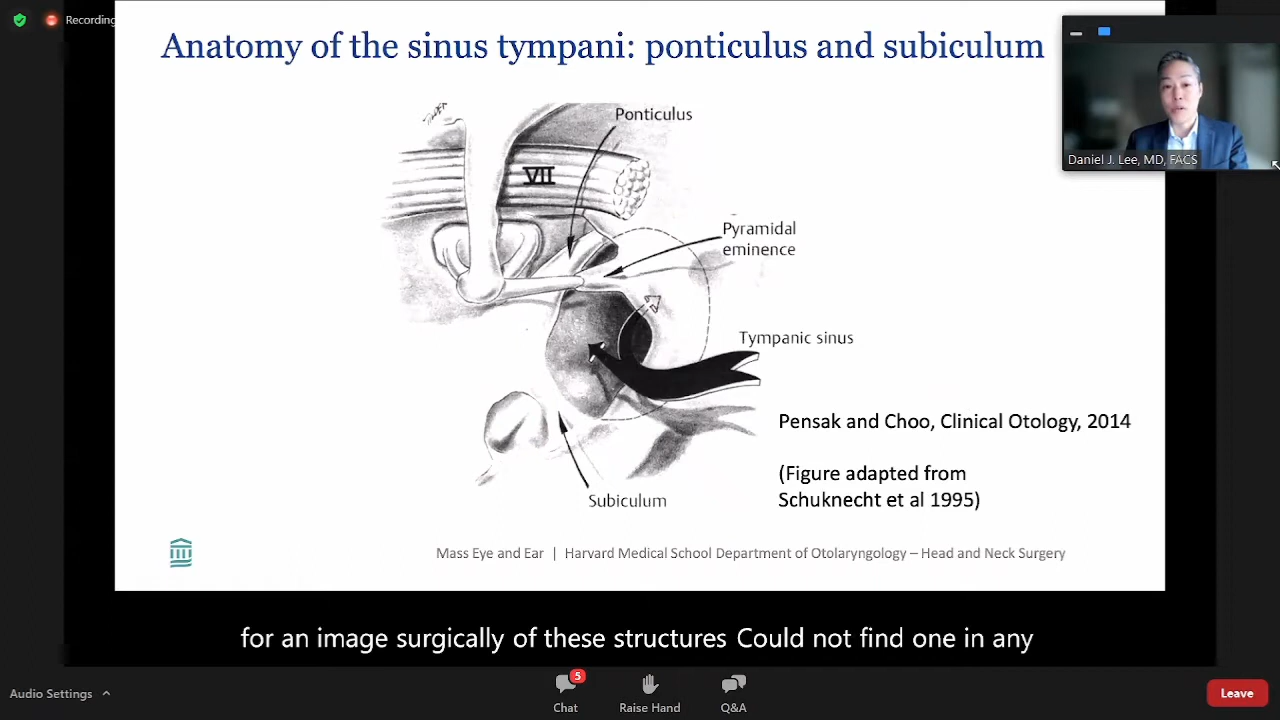 Recording
Anatomy of the sinus tympani: ponticulus and subiculum
Daniel J. Lee, MD, FACS
Ponticulus
VII
Pyramidal
eminence
Tympanic sinus
Pensak and Choo, Clinical Otology, 2014
(Figure adapted from
Schuknecht et al 1995)
Subiculum
Mass Eye and Ear | Harvard Medical School Department of Otolaryngology – Head and Neck Surgery
for an image surgically of these structures Could not find one in any
Audio Settings
5
Chat
Raise Hand
Q&A
Leave